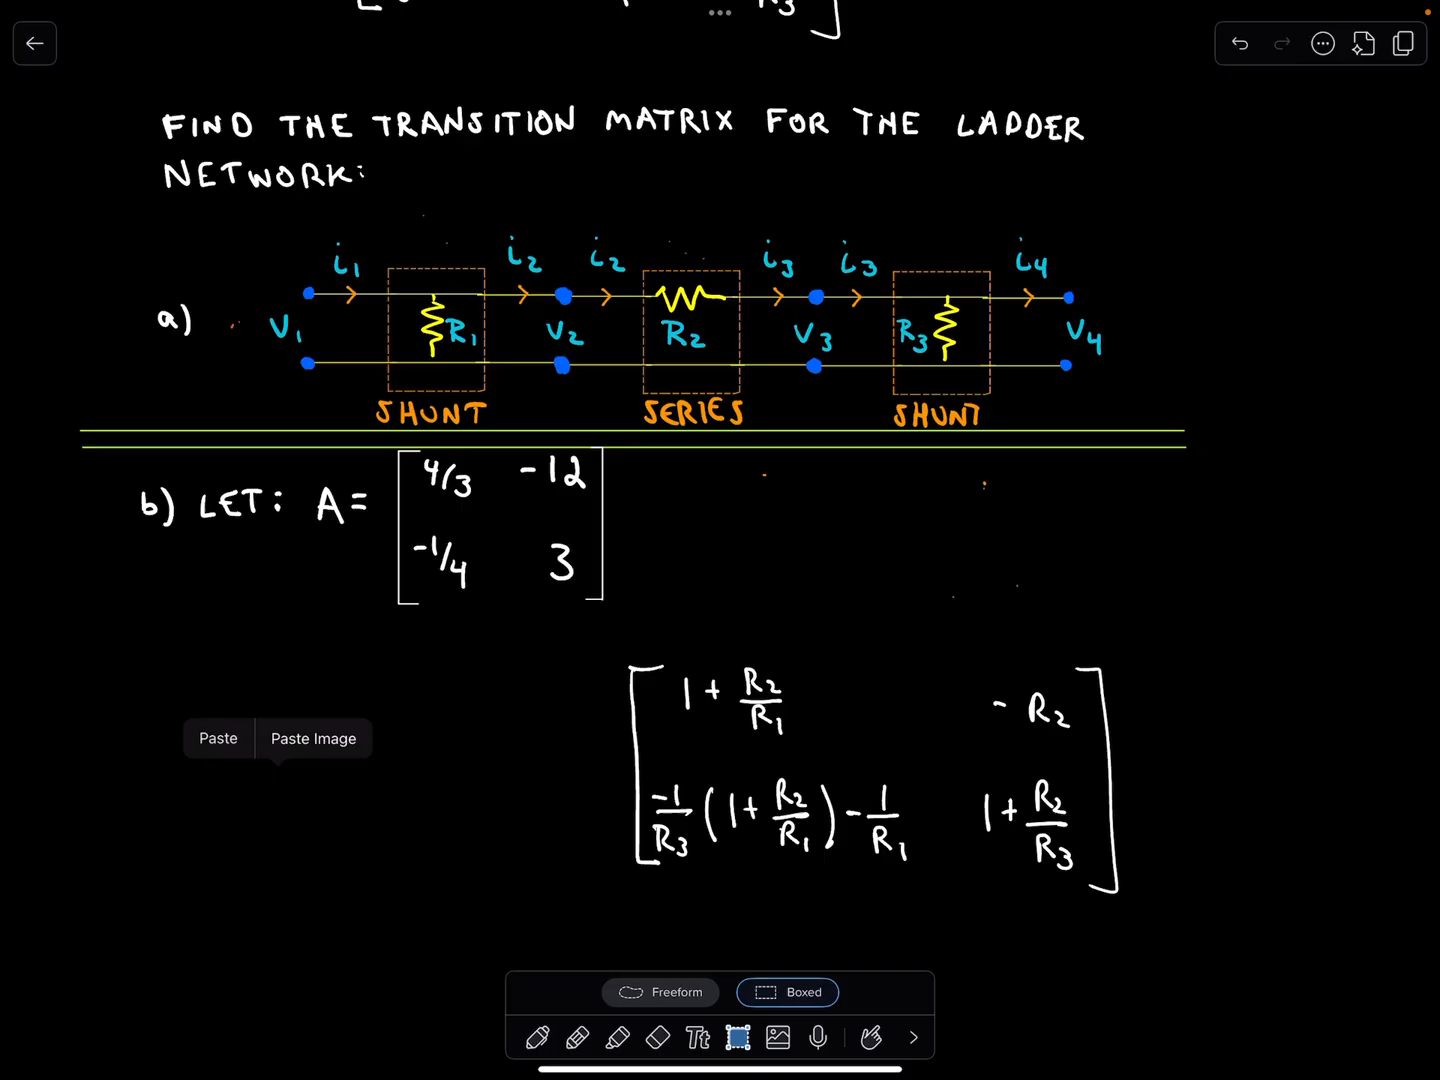 R3
FIND THE TRANSITION MATRIX FOR THE LADDER
NETWORK:
i1 i2 i2 i3 i3 i4
a) V1 R1 V2 R2 V3 R3 V4
SHUNT SERIES SHUNT
b) LET: A = [4/3 -12
-1/4 3]
[1 + R2/R1 - R2
-1/R3 (1 + R2/R1) - 1/R1 1 + R2/R3]
Paste Paste Image
Freeform Boxed
Tt